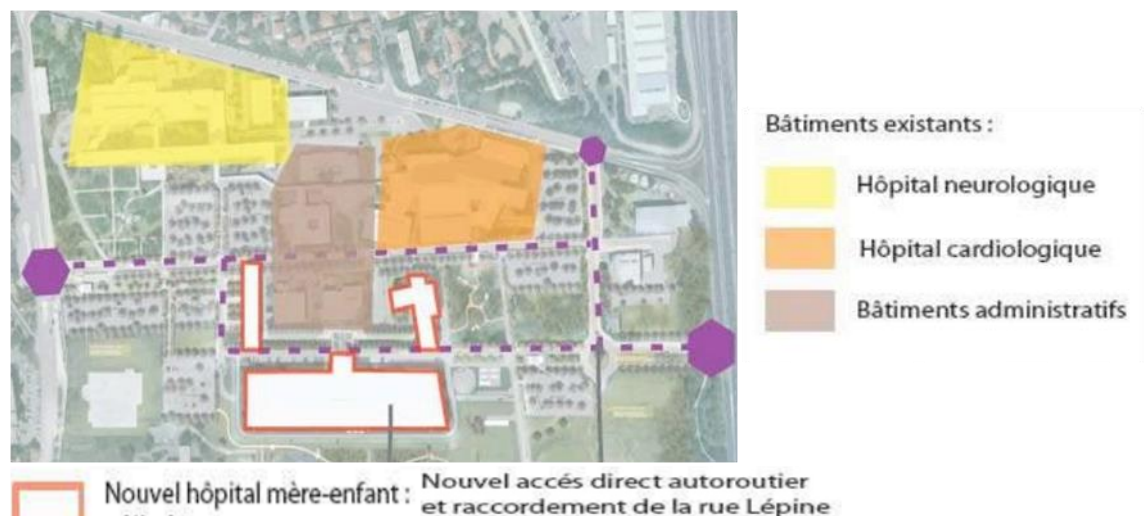 Bâtiments existants :
Hôpital neurologique
Hôpital cardiologique
Bâtiments administratifs
Nouvel hôpital mère-enfant :
Nouvel accés direct autoroutier
et raccordement de la rue Lépine